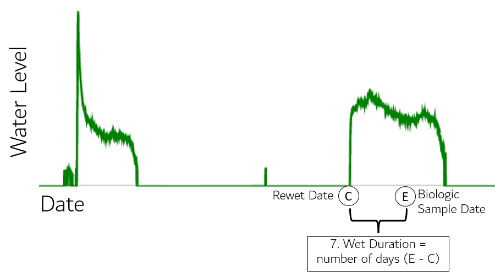 Water Level
Date
Rewet Date
C
E
Biologic
Sample Date
7. Wet Duration =
number of days (E - C)